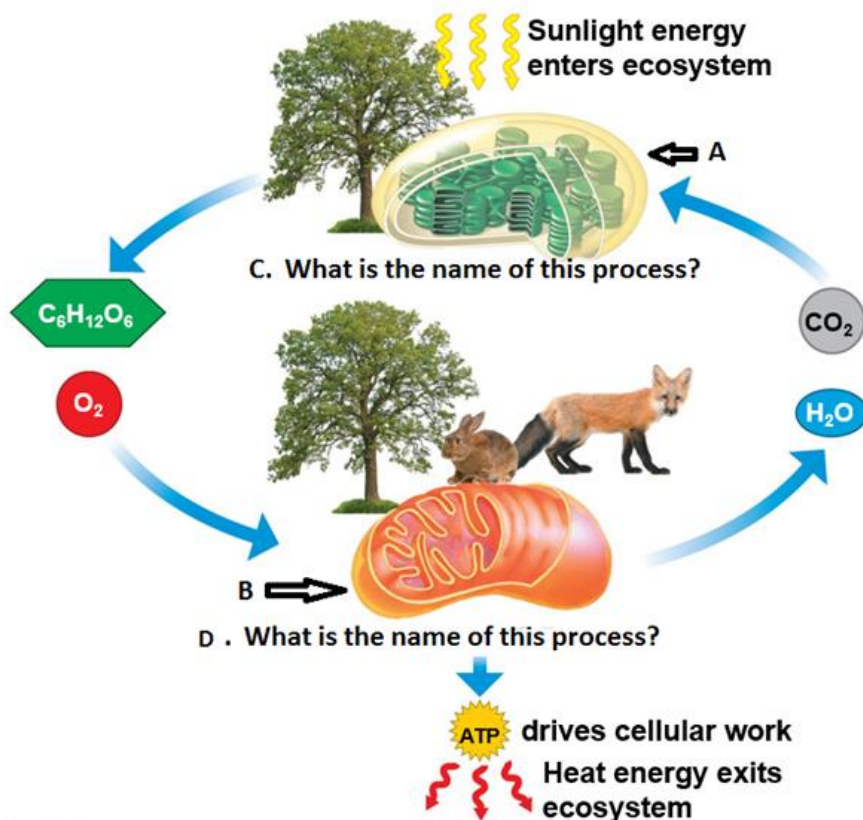 Sunlight energy
enters ecosystem
A
C. What is the name of this process?
C₆H₁₂O₆
CO₂
O₂
H₂O
B
D . What is the name of this process?
ATP
drives cellular work
Heat energy exits
ecosystem